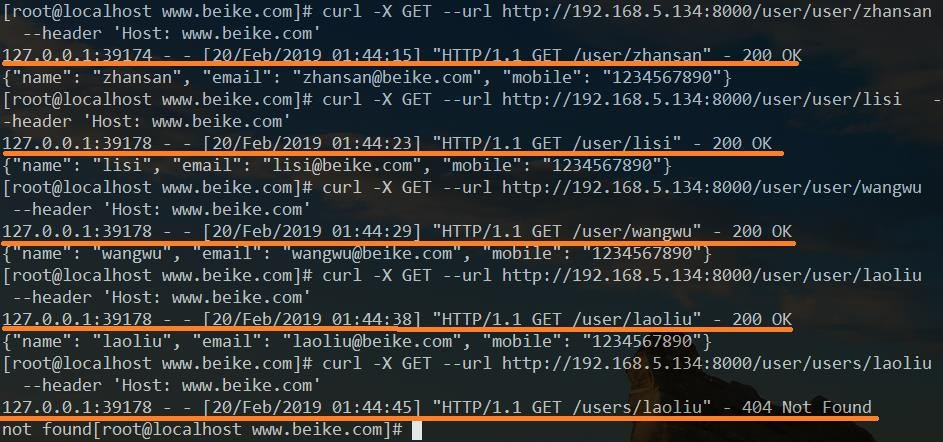 [root@localhost www.beike.com]# curl -X GET --url http://192.168.5.134:8000/user/user/zhansan
--header 'Host: www.beike.com'
127.0.0.1:39174 - - [20/Feb/2019 01:44:15] "HTTP/1.1 GET /user/zhansan" - 200 OK
{"name": "zhansan", "email": "zhansan@beike.com", "mobile": "1234567890"}
[root@localhost www.beike.com]# curl -X GET --url http://192.168.5.134:8000/user/user/lisi   -
-header 'Host: www.beike.com'
127.0.0.1:39178 - - [20/Feb/2019 01:44:23] "HTTP/1.1 GET /user/lisi" - 200 OK
{"name": "lisi", "email": "lisi@beike.com", "mobile": "1234567890"}
[root@localhost www.beike.com]# curl -X GET --url http://192.168.5.134:8000/user/user/wangwu
--header 'Host: www.beike.com'
127.0.0.1:39178 - - [20/Feb/2019 01:44:29] "HTTP/1.1 GET /user/wangwu" - 200 OK
{"name": "wangwu", "email": "wangwu@beike.com", "mobile": "1234567890"}
[root@localhost www.beike.com]# curl -X GET --url http://192.168.5.134:8000/user/user/laoliu
--header 'Host: www.beike.com'
127.0.0.1:39178 - - [20/Feb/2019 01:44:38] "HTTP/1.1 GET /user/laoliu" - 200 OK
{"name": "laoliu", "email": "laoliu@beike.com", "mobile": "1234567890"}
[root@localhost www.beike.com]# curl -X GET --url http://192.168.5.134:8000/user/users/laoliu
--header 'Host: www.beike.com'
127.0.0.1:39178 - - [20/Feb/2019 01:44:45] "HTTP/1.1 GET /users/laoliu" - 404 Not Found
not found[root@localhost www.beike.com]#